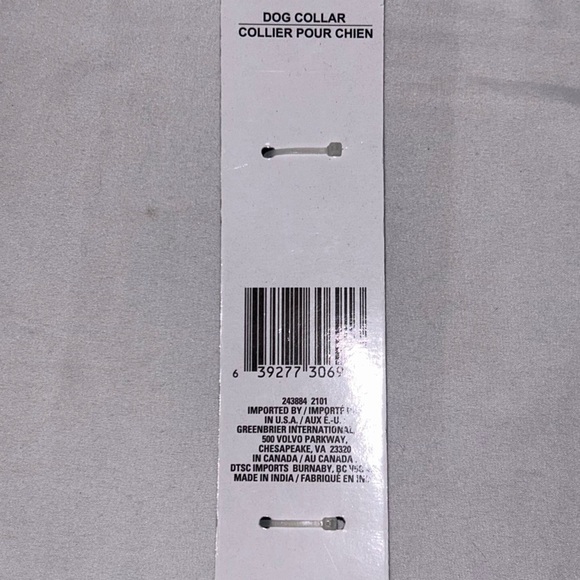 DOG COLLAR
COLLIER POUR CHIEN
6 39277 3069
243884 2101
IMPORTED BY / IMPORTÉ
IN U.S.A. / AUX É.-U.
GREENBRIER INTERNATIONAL,
500 VOLVO PARKWAY,
CHESAPEAKE, VA 23320
IN CANADA / AU CANADA
DTSC IMPORTS BURNABY, BC
MADE IN INDIA / FABRIQUÉ EN